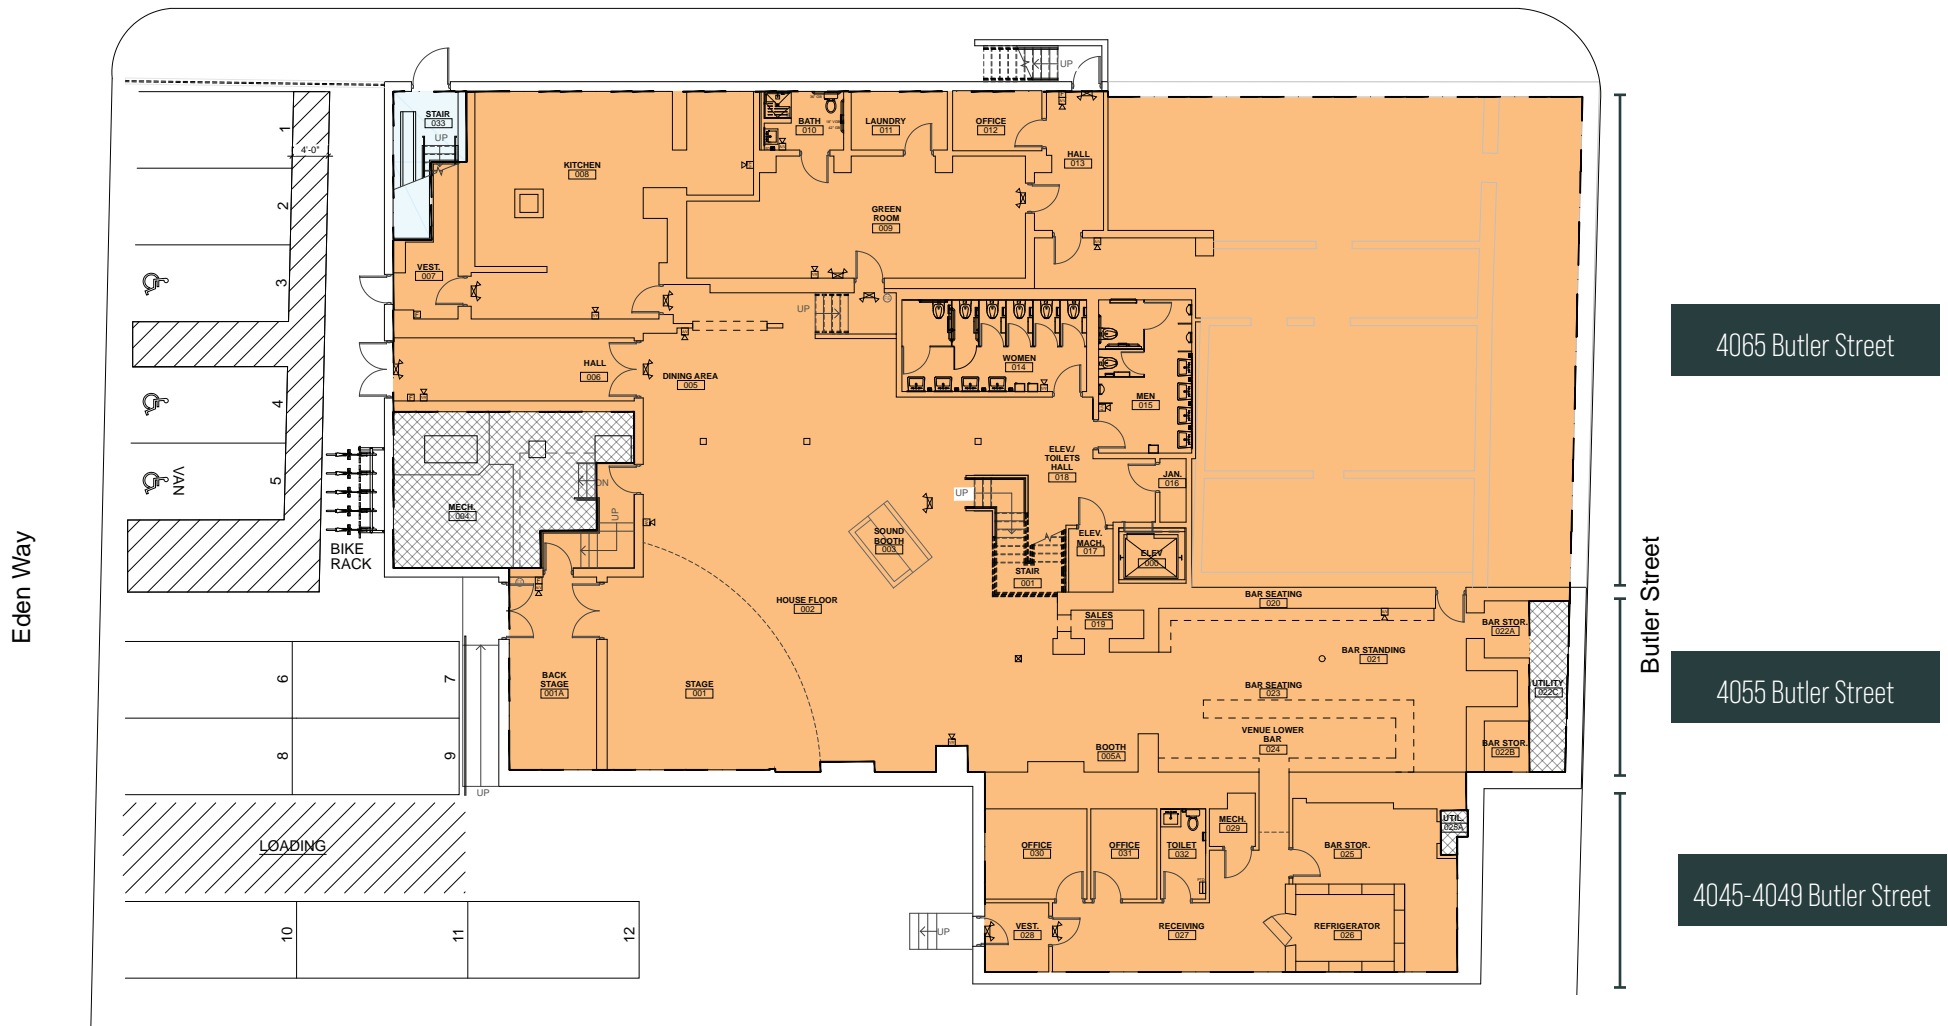 UP
STAIR
033
UP
BATH
010
LAUNDRY
011
OFFICE
012
1
4'-0"
HALL
013
KITCHEN
008
2
GREEN
ROOM
009
VEST.
007
3
UP
4065 Butler Street
HALL
006
DINING AREA
005
WOMEN
014
MEN
015
4
ELEV./
TOILETS
HALL
018
JAN.
016
VAN
5
DN
UP
UP
MECH.
004
SOUND
BOOTH
003
ELEV.
MACH.
017
ELEV
000
BIKE
RACK
STAIR
001
Eden Way
Butler Street
HOUSE FLOOR
002
BAR SEATING
020
SALES
019
BAR STOR.
022A
BAR STANDING
021
BACK
STAGE
001A
STAGE
001
BAR SEATING
023
UTILITY
022C
4055 Butler Street
6
7
VENUE LOWER
BAR
024
BOOTH
005A
BAR STOR.
022B
8
9
UP
MECH.
029
UTIL.
025A
LOADING
OFFICE
030
OFFICE
031
TOILET
032
BAR STOR.
025
4045-4049 Butler Street
10
11
12
UP
VEST.
028
RECEIVING
027
REFRIGERATOR
026